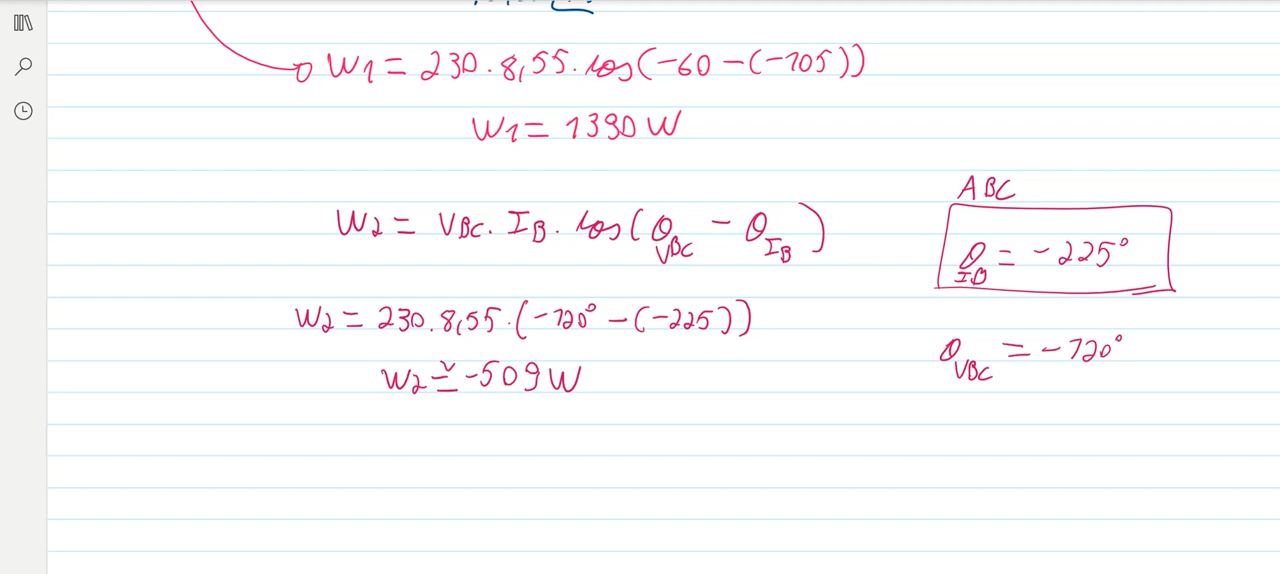 W1 = 230 . 8,55 . cos(-60 - (-105))
W1 = 1390 W
ABC
W2 = VBC . IB . cos(θVBC - θIB)
θIB = -225°
W2 = 230 . 8,55 . (-120° - (-225))
θVBC = -120°
W2 ≅ -509 W